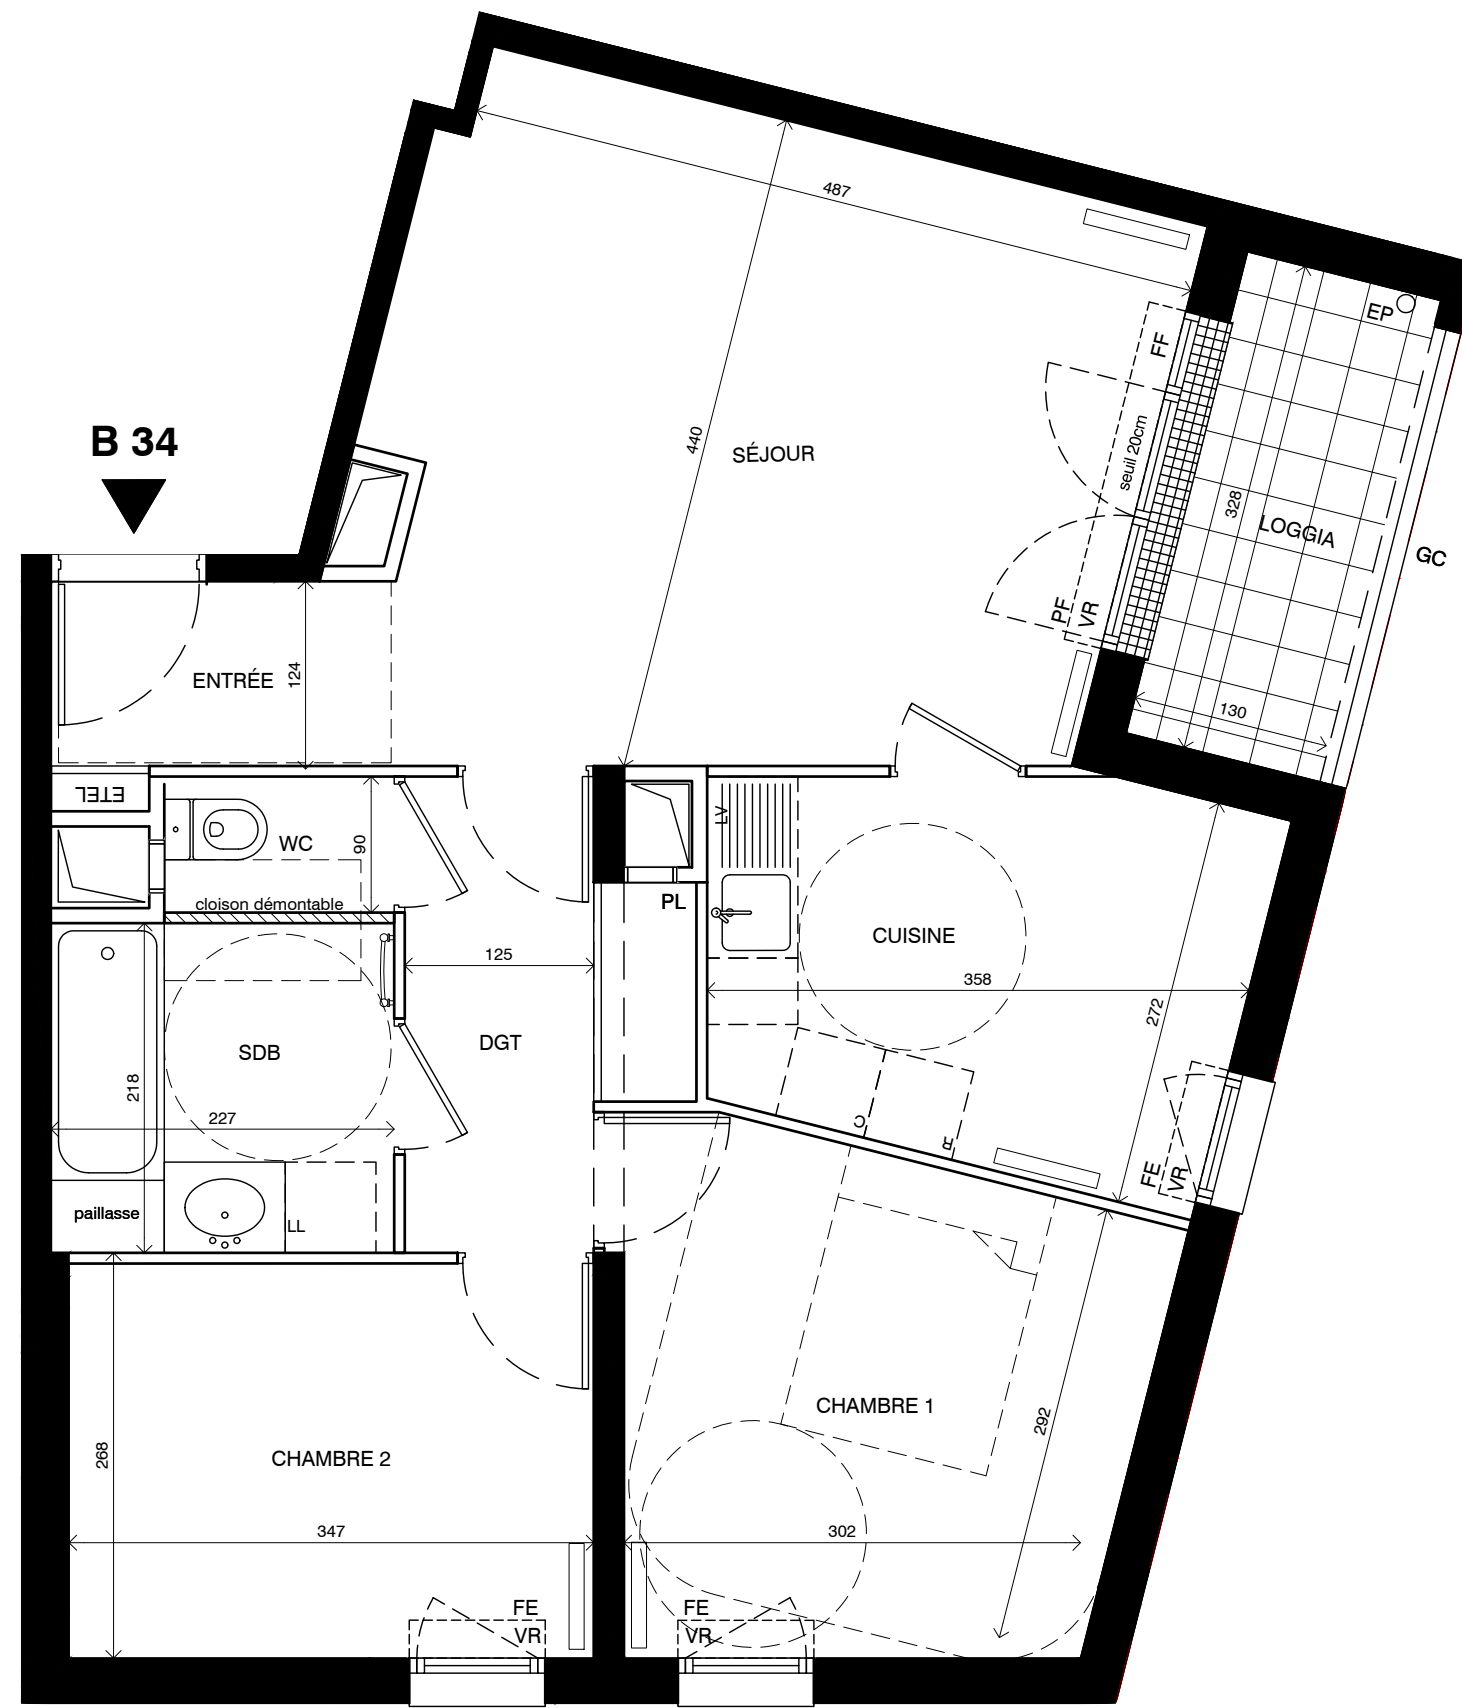 487
EP
FF
B 34
440
SÉJOUR
seuil 20cm
328
LOGGIA
GC
PF
VR
ENTRÉE
124
130
ETEL
WC
90
LV
cloison démontable
PL
CUISINE
125
358
272
SDB
DGT
218
227
C
R
FE
VR
paillasse
LL
CHAMBRE 1
292
CHAMBRE 2
268
347
302
FE
VR
FE
VR